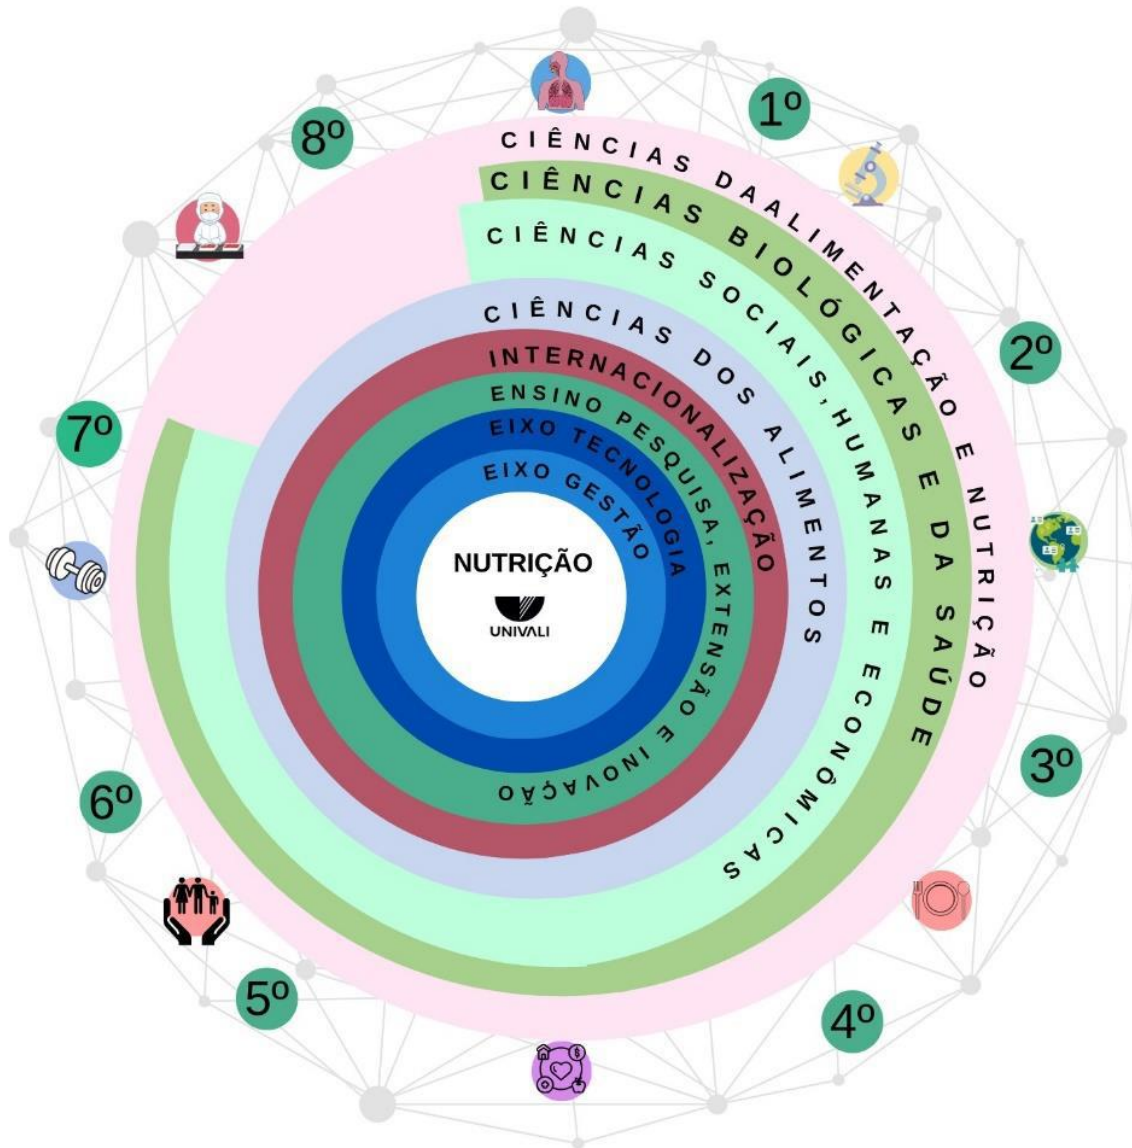 8º
1º
CIÊNCIAS DAALIMENTAÇÃO E NUTRIÇÃO
CIÊNCIAS BIOLÓGICAS E DA SAÚDE
CIÊNCIAS SOCIAIS, HUMANAS E ECONÔMICAS
CIÊNCIAS DOS ALIMENTOS
INTERNACIONALIZAÇÃO
ENSINO PESQUISA, EXTENSÃO E INOVAÇÃO
EIXO TECNOLOGIA
EIXO GESTÃO
NUTRIÇÃO
UNIVALI
2º
7º
3º
6º
5º
4º